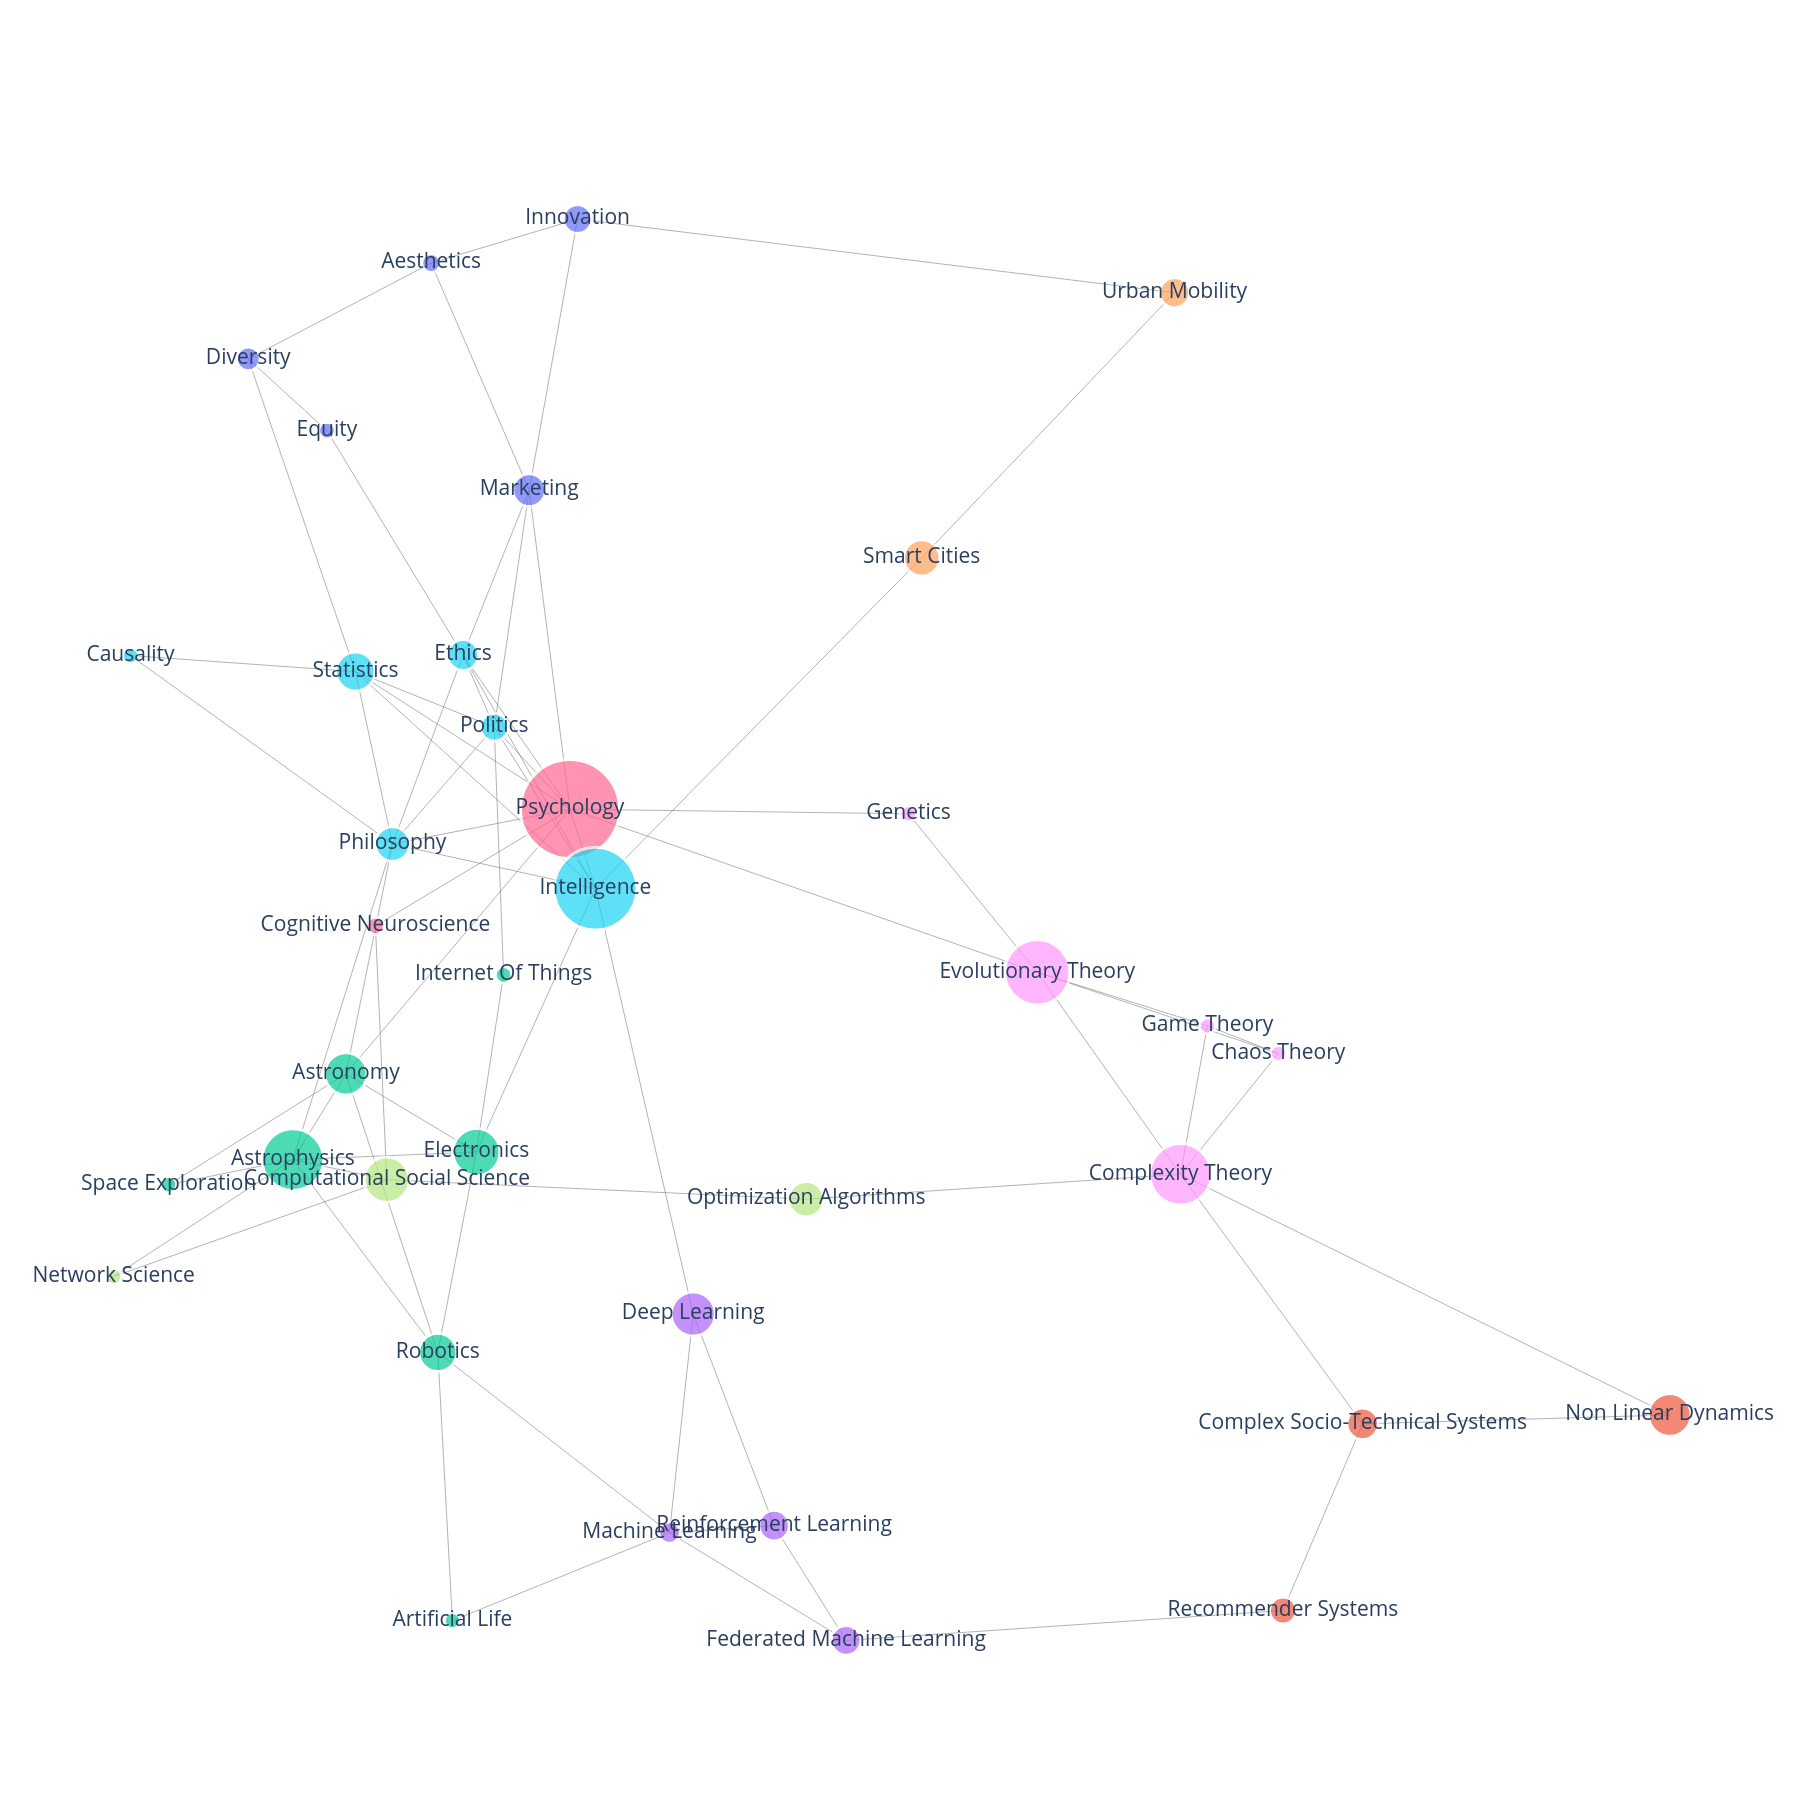 Innovation
Aesthetics
Urban Mobility
Diversity
Equity
Marketing
Smart Cities
Causality
Statistics
Ethics
Politics
Psychology
Genetics
Philosophy
Intelligence
Cognitive Neuroscience
Internet Of Things
Evolutionary Theory
Game Theory
Chaos Theory
Astronomy
Electronics
Astrophysics
Space Exploration
Computational Social Science
Optimization Algorithms
Complexity Theory
Network Science
Deep Learning
Robotics
Complex Socio-Technical Systems
Non Linear Dynamics
Machine Learning
Reinforcement Learning
Artificial Life
Recommender Systems
Federated Machine Learning